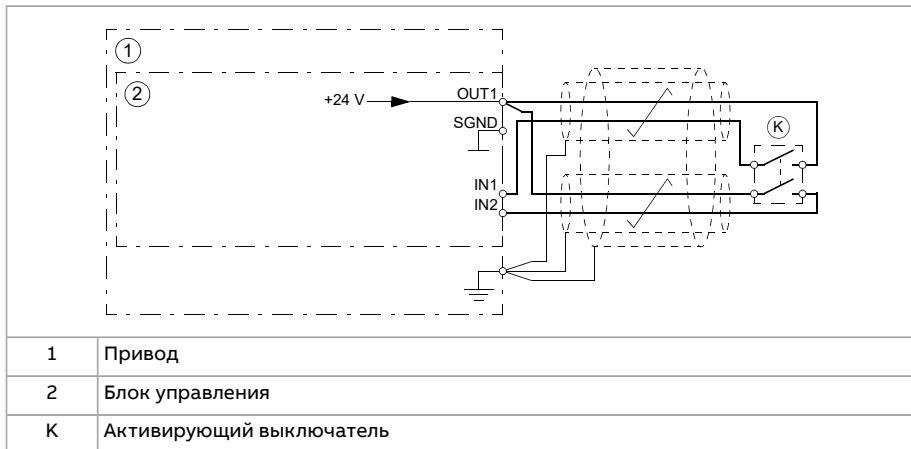 1
2
+24 V
OUT1
SGND
K
IN1
IN2
1 Привод
2 Блок управления
K Активирующий выключатель